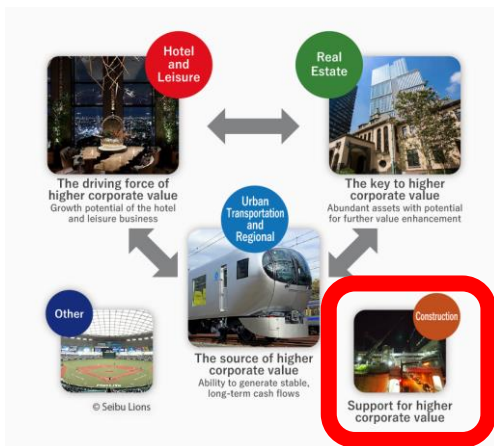 Hotel
and
Leisure
Real
Estate
The driving force of
higher corporate value
Growth potential of the hotel
and leisure business
The key to higher
corporate value
Abundant assets with potential
for further value enhancement
Urban
Transportation
and
Regional
Other
Construction
The source of higher
corporate value
Ability to generate stable,
long-term cash flows
© Seibu Lions
Support for higher
corporate value